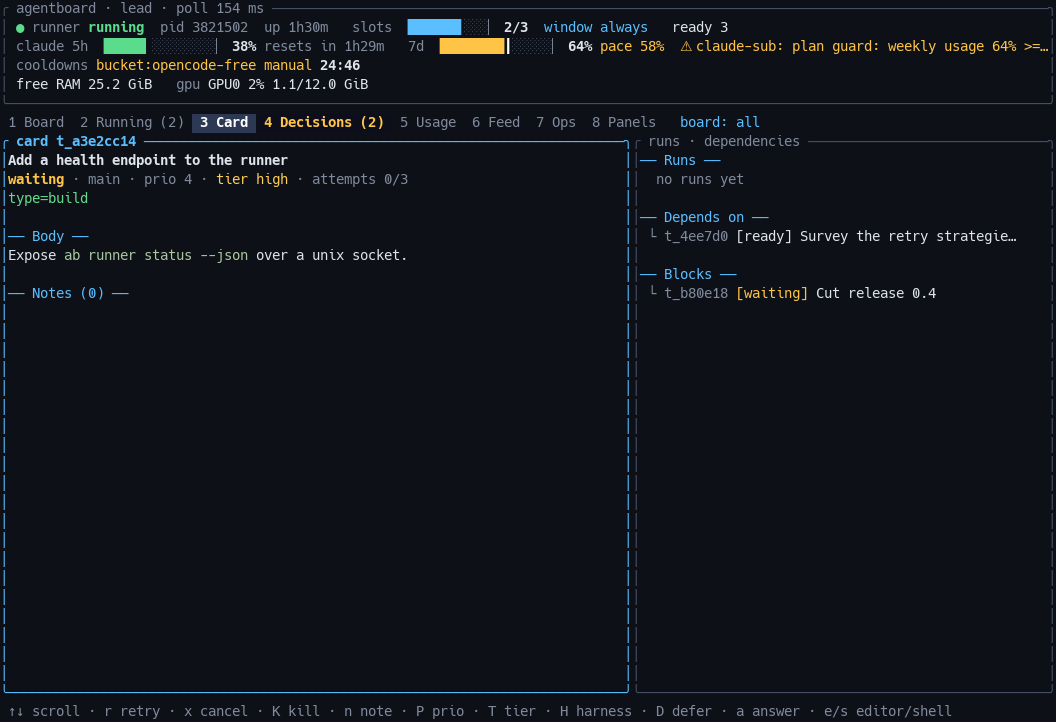 agentboard · lead · poll 154 ms
● runner running  pid 3821502  up 1h30m   slots  2/3  window always   ready 3
claude 5h  38% resets in 1h29m   7d  64% pace 58%  ⚠ claude-sub: plan guard: weekly usage 64% >=…
cooldowns bucket:opencode-free manual 24:46
free RAM 25.2 GiB   gpu GPU0 2% 1.1/12.0 GiB
1 Board  2 Running (2)  3 Card  4 Decisions (2)  5 Usage  6 Feed  7 Ops  8 Panels   board: all
card t_a3e2cc14
Add a health endpoint to the runner
waiting · main · prio 4 · tier high · attempts 0/3
type=build
── Body ──
Expose ab runner status --json over a unix socket.
── Notes (0) ──
runs · dependencies
── Runs ──
no runs yet
── Depends on ──
└ t_4ee7d0 [ready] Survey the retry strategie…
── Blocks ──
└ t_b80e18 [waiting] Cut release 0.4
↑↓ scroll · r retry · x cancel · K kill · n note · P prio · T tier · H harness · D defer · a answer · e/s editor/shell